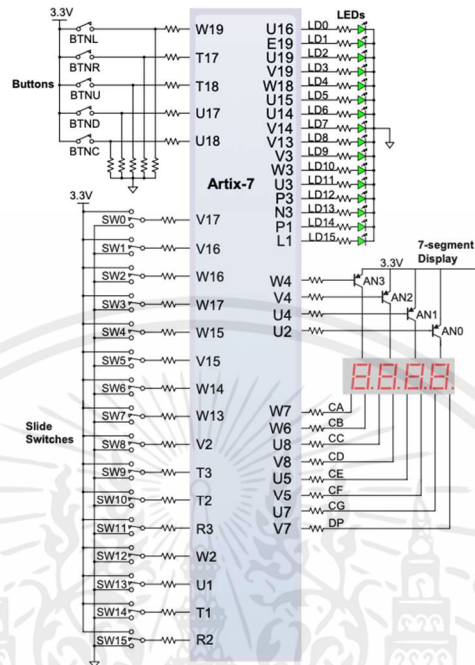 3.3V
BTNL
W19
BTNR
T17
Buttons
BTNU
T18
BTND
U17
BTNC
U18
Artix-7
LEDs
U16 LD0
E19 LD1
U19 LD2
V19 LD3
W18 LD4
U15 LD5
U14 LD6
V14 LD7
V13 LD8
V3 LD9
W3 LD10
U3 LD11
P3 LD12
N3 LD13
P1 LD14
L1 LD15
3.3V
SW0 V17
SW1 V16
SW2 W16
SW3 W17
SW4 W15
SW5 V15
SW6 W14
SW7 W13
Slide
Switches
SW8 V2
SW9 T3
SW10 T2
SW11 R3
SW12 W2
SW13 U1
SW14 T1
SW15 R2
7-segment
Display
3.3V
W4 AN3
V4 AN2
U4 AN1
U2 AN0
8.8.8.8.
W7 CA
W6 CB
U8 CC
V8 CD
U5 CE
V5 CF
U7 CG
V7 DP